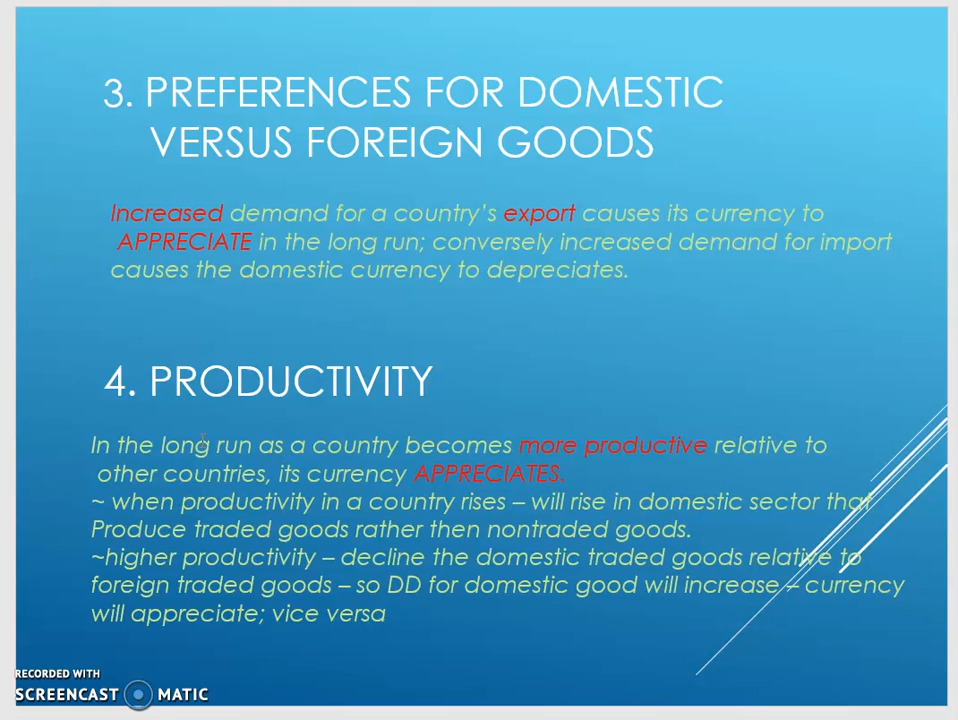 3. PREFERENCES FOR DOMESTIC
VERSUS FOREIGN GOODS
Increased demand for a country's export causes its currency to
APPRECIATE in the long run; conversely increased demand for import
causes the domestic currency to depreciates.
4. PRODUCTIVITY
In the long run as a country becomes more productive relative to
other countries, its currency APPRECIATES.
~ when productivity in a country rises – will rise in domestic sector that
Produce traded goods rather then nontraded goods.
~higher productivity – decline the domestic traded goods relative to
foreign traded goods – so DD for domestic good will increase – currency
will appreciate; vice versa
RECORDED WITH
SCREENCAST MATIC